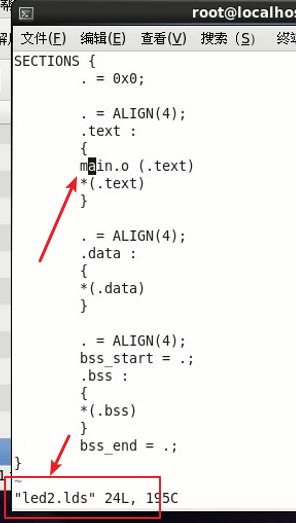 root@localhos
文件(F) 编辑(E) 查看(V) 搜索 (S) 终
SECTIONS {
. = 0x0;
. = ALIGN(4);
.text :
{
main.o (.text)
*(.text)
}
. = ALIGN(4);
.data :
{
*(.data)
}
. = ALIGN(4);
bss_start = .;
.bss :
{
*(.bss)
}
bss_end = .;
}
~
"led2.lds" 24L, 195C